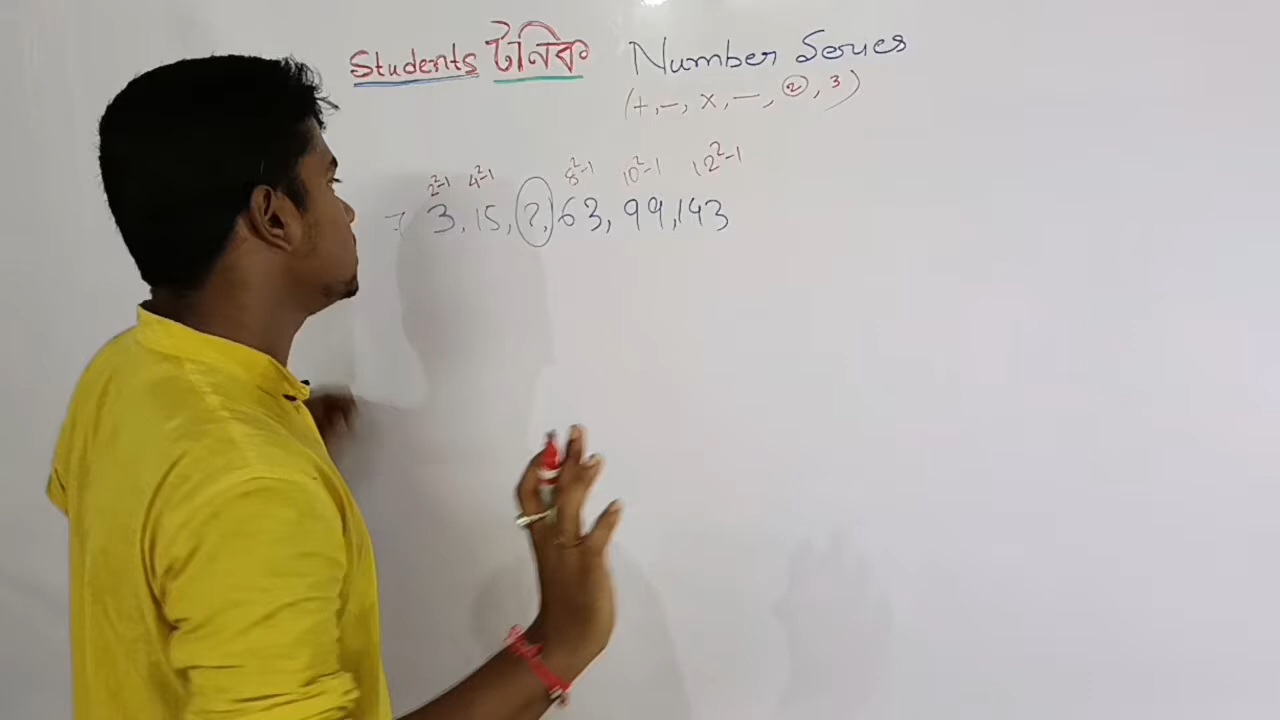 Students টনিক Number Series
(+, -, x, -, 2, 3)
2²-1 4²-1 8²-1 10²-1 12²-1
3, 15, ?, 63, 99, 143